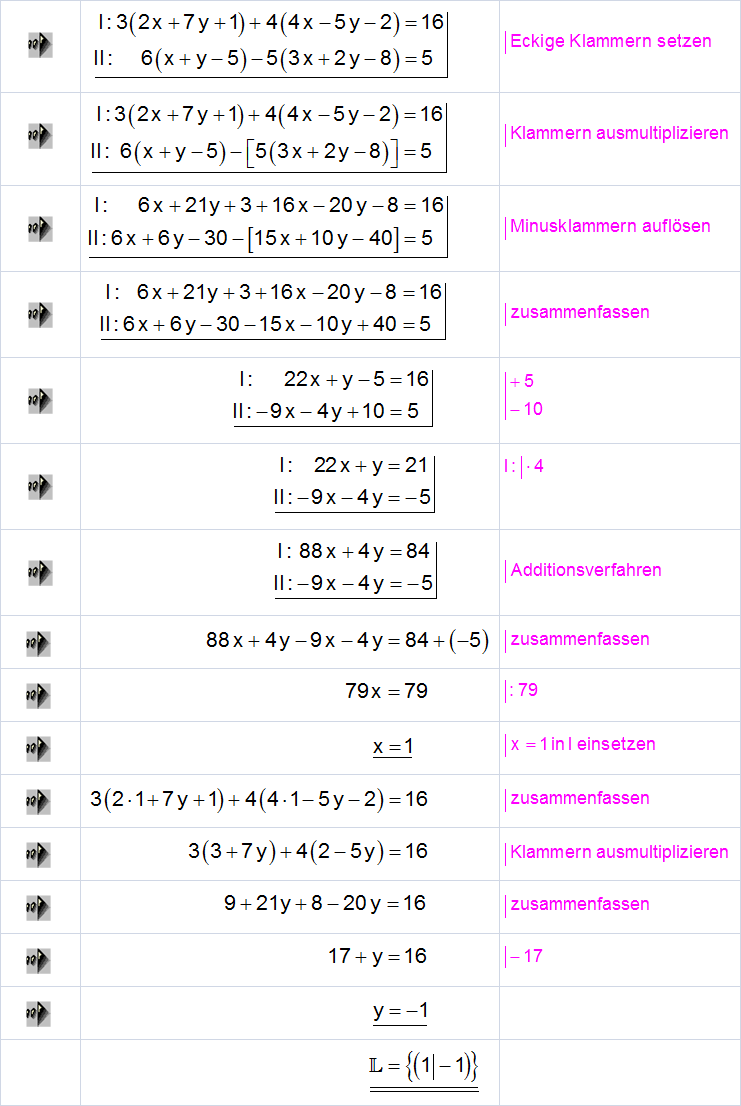 I: 3(2x + 7y + 1) + 4(4x − 5y − 2) = 16
II: 6(x + y − 5) − 5(3x + 2y − 8) = 5
| Eckige Klammern setzen
I: 3(2x + 7y + 1) + 4(4x − 5y − 2) = 16
II: 6(x + y − 5) − [5(3x + 2y − 8)] = 5
| Klammern ausmultiplizieren
I: 6x + 21y + 3 + 16x − 20y − 8 = 16
II: 6x + 6y − 30 − [15x + 10y − 40] = 5
| Minusklammern auflösen
I: 6x + 21y + 3 + 16x − 20y − 8 = 16
II: 6x + 6y − 30 − 15x − 10y + 40 = 5
| zusammenfassen
I: 22x + y − 5 = 16
II: −9x − 4y + 10 = 5
| + 5
| − 10
I: 22x + y = 21
II: −9x − 4y = −5
I: | · 4
I: 88x + 4y = 84
II: −9x − 4y = −5
| Additionsverfahren
88x + 4y − 9x − 4y = 84 + (−5) | zusammenfassen
79x = 79 | : 79
x = 1 | x = 1 in I einsetzen
3(2·1 + 7y + 1) + 4(4·1 − 5y − 2) = 16 | zusammenfassen
3(3 + 7y) + 4(2 − 5y) = 16 | Klammern ausmultiplizieren
9 + 21y + 8 − 20y = 16 | zusammenfassen
17 + y = 16 | − 17
y = −1
𝕃 = {(1|−1)}